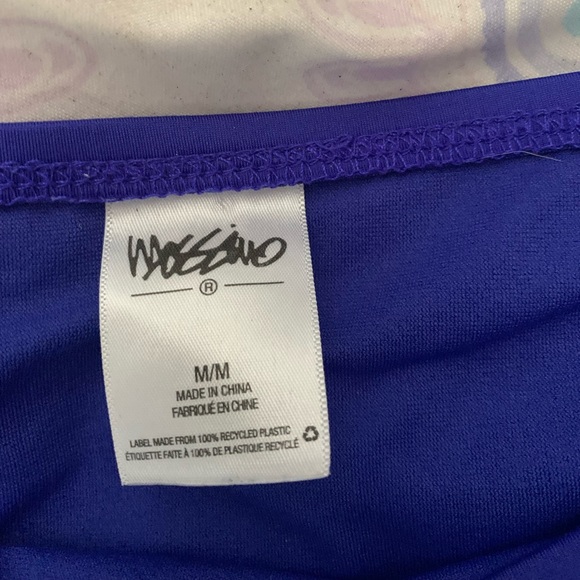 Mossimo
®
M/M
MADE IN CHINA
FABRIQUÉ EN CHINE
LABEL MADE FROM 100% RECYCLED PLASTIC
ÉTIQUETTE FAITE À 100% DE PLASTIQUE RECYCLÉ